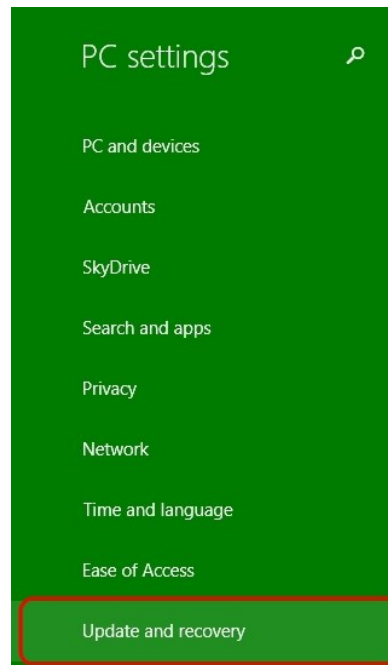 PC settings
PC and devices
Accounts
SkyDrive
Search and apps
Privacy
Network
Time and language
Ease of Access
Update and recovery